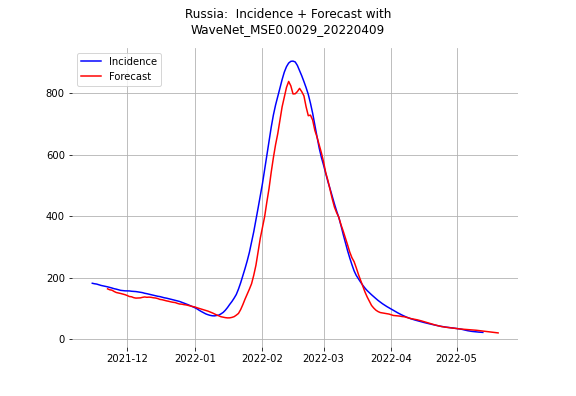 Russia:  Incidence + Forecast with
WaveNet_MSE0.0029_20220409
Incidence
Forecast
800
600
400
200
0
2021-12 2022-01 2022-02 2022-03 2022-04 2022-05